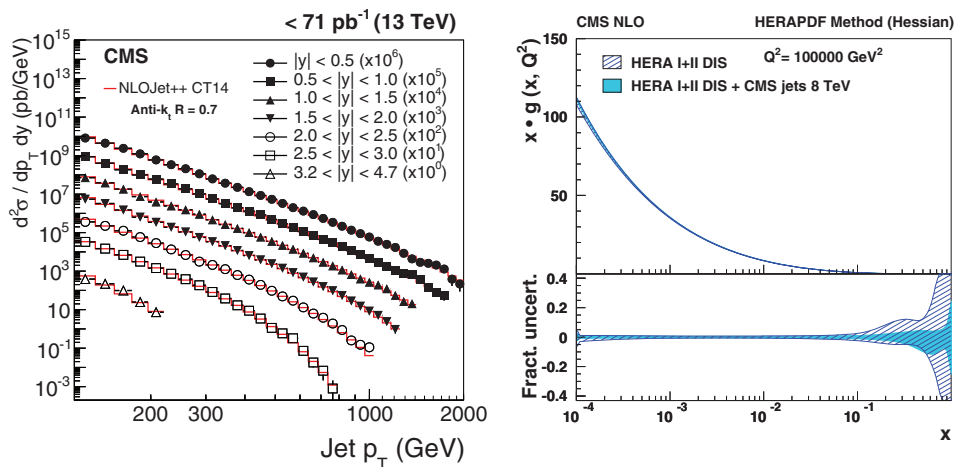 < 71 pb⁻¹ (13 TeV)
CMS
NLOJet++ CT14
Anti-kₜ R = 0.7
|y| < 0.5 (x10⁶)
0.5 < |y| < 1.0 (x10⁵)
1.0 < |y| < 1.5 (x10⁴)
1.5 < |y| < 2.0 (x10³)
2.0 < |y| < 2.5 (x10²)
2.5 < |y| < 3.0 (x10¹)
3.2 < |y| < 4.7 (x10⁰)
d²σ / dp_T dy (pb/GeV)
10¹⁵
10¹³
10¹¹
10⁹
10⁷
10⁵
10³
10¹
10⁻¹
10⁻³
200 300 1000 2000
Jet p_T (GeV)
CMS NLO HERAPDF Method (Hessian)
Q²= 100000 GeV²
HERA I+II DIS
HERA I+II DIS + CMS jets 8 TeV
x • g (x, Q²)
150
100
50
Fract. uncert.
0.4
0.2
0
-0.2
-0.4
10⁻⁴ 10⁻³ 10⁻² 10⁻¹ 1
x